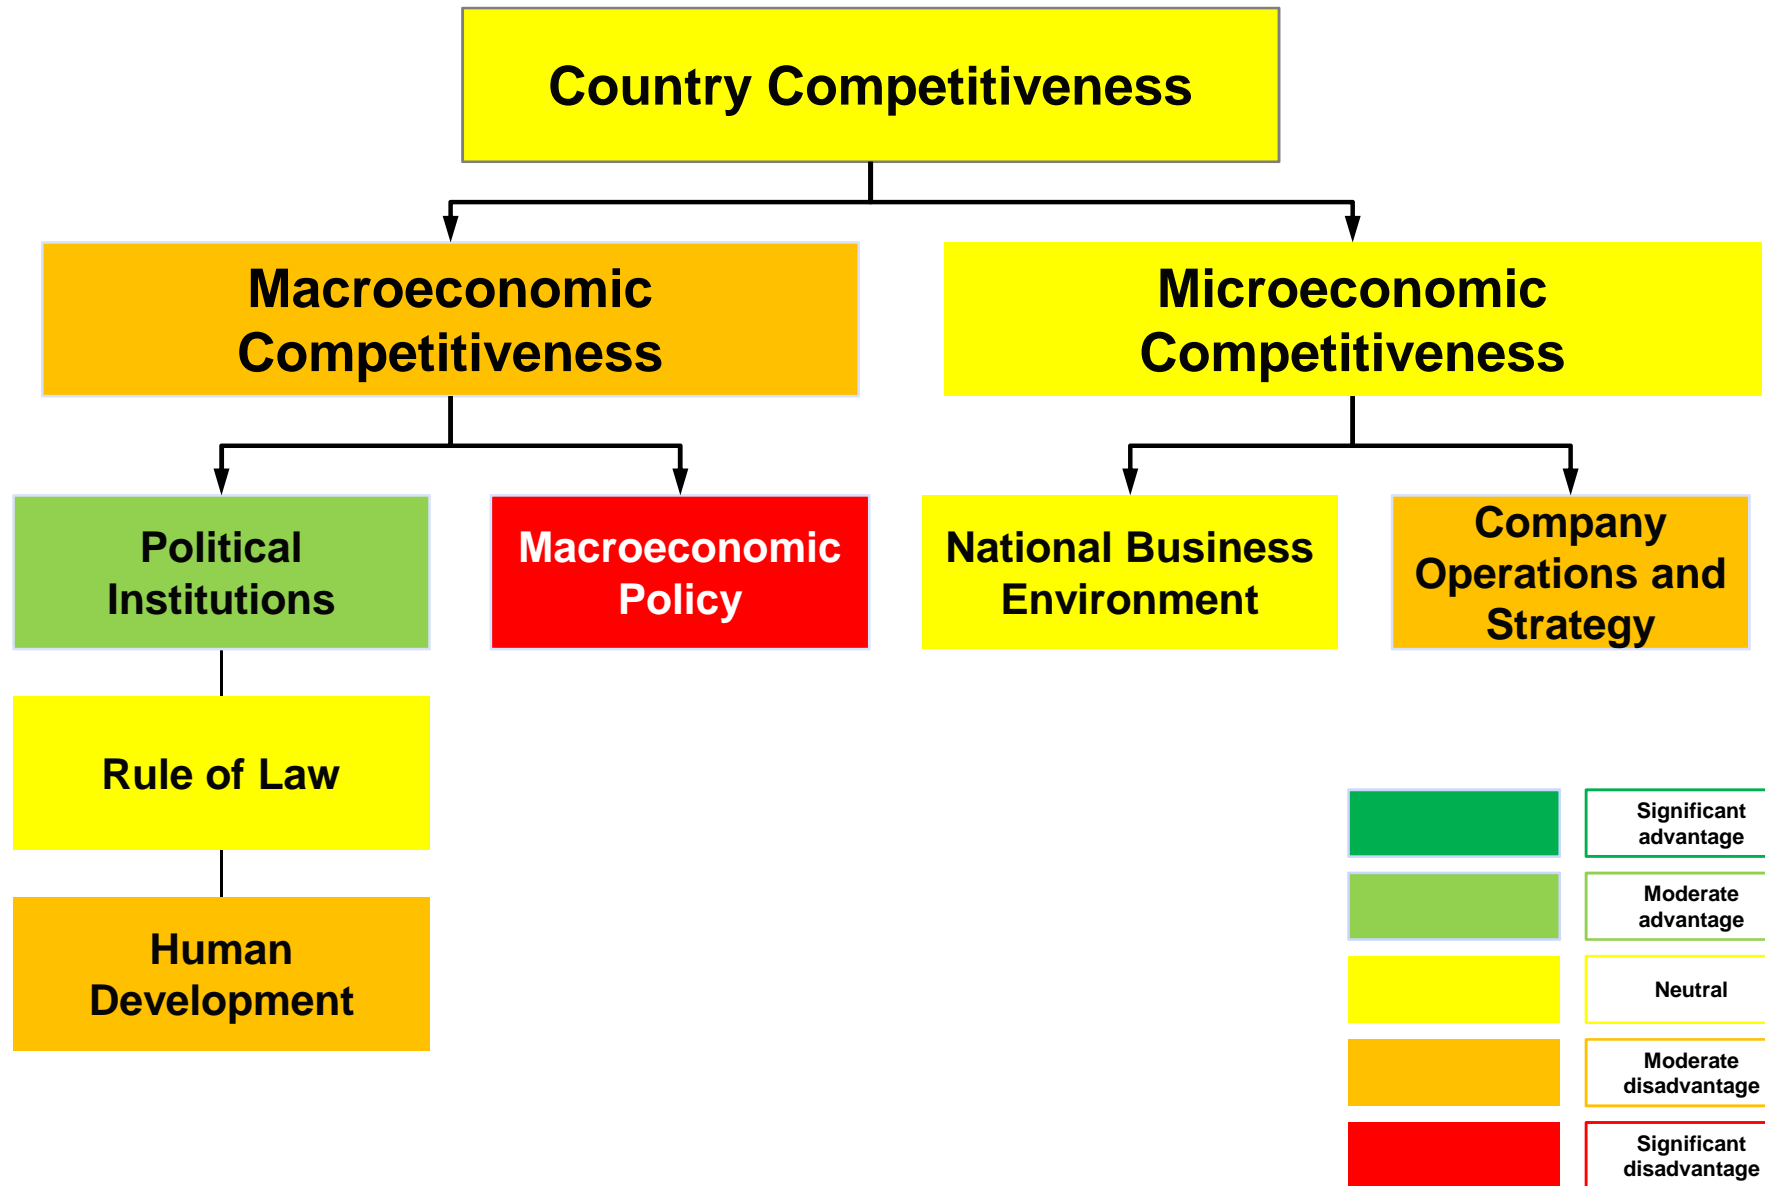 Country Competitiveness
Macroeconomic
Competitiveness
Microeconomic
Competitiveness
Political
Institutions
Macroeconomic
Policy
National Business
Environment
Company
Operations and
Strategy
Rule of Law
Human
Development
Significant
advantage
Moderate
advantage
Neutral
Moderate
disadvantage
Significant
disadvantage